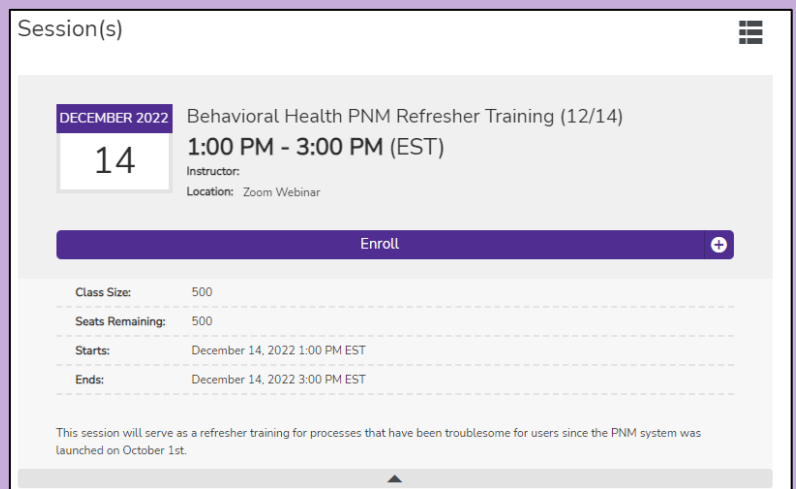 Session(s)
DECEMBER 2022
14
Behavioral Health PNM Refresher Training (12/14)
1:00 PM - 3:00 PM (EST)
Instructor:
Location: Zoom Webinar
Enroll
Class Size: 500
Seats Remaining: 500
Starts: December 14, 2022 1:00 PM EST
Ends: December 14, 2022 3:00 PM EST
This session will serve as a refresher training for processes that have been troublesome for users since the PNM system was
launched on October 1st.